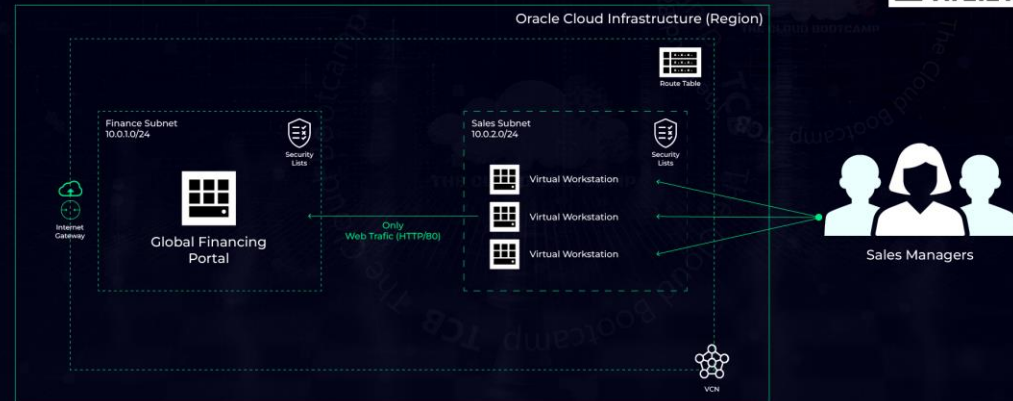 Oracle Cloud Infrastructure (Region)
Route Table
Finance Subnet
10.0.1.0/24
Security
Lists
Sales Subnet
10.0.2.0/24
Security
Lists
Virtual Workstation
Virtual Workstation
Virtual Workstation
Internet
Gateway
Global Financing
Portal
Only
Web Trafic (HTTP/80)
Sales Managers
VCN